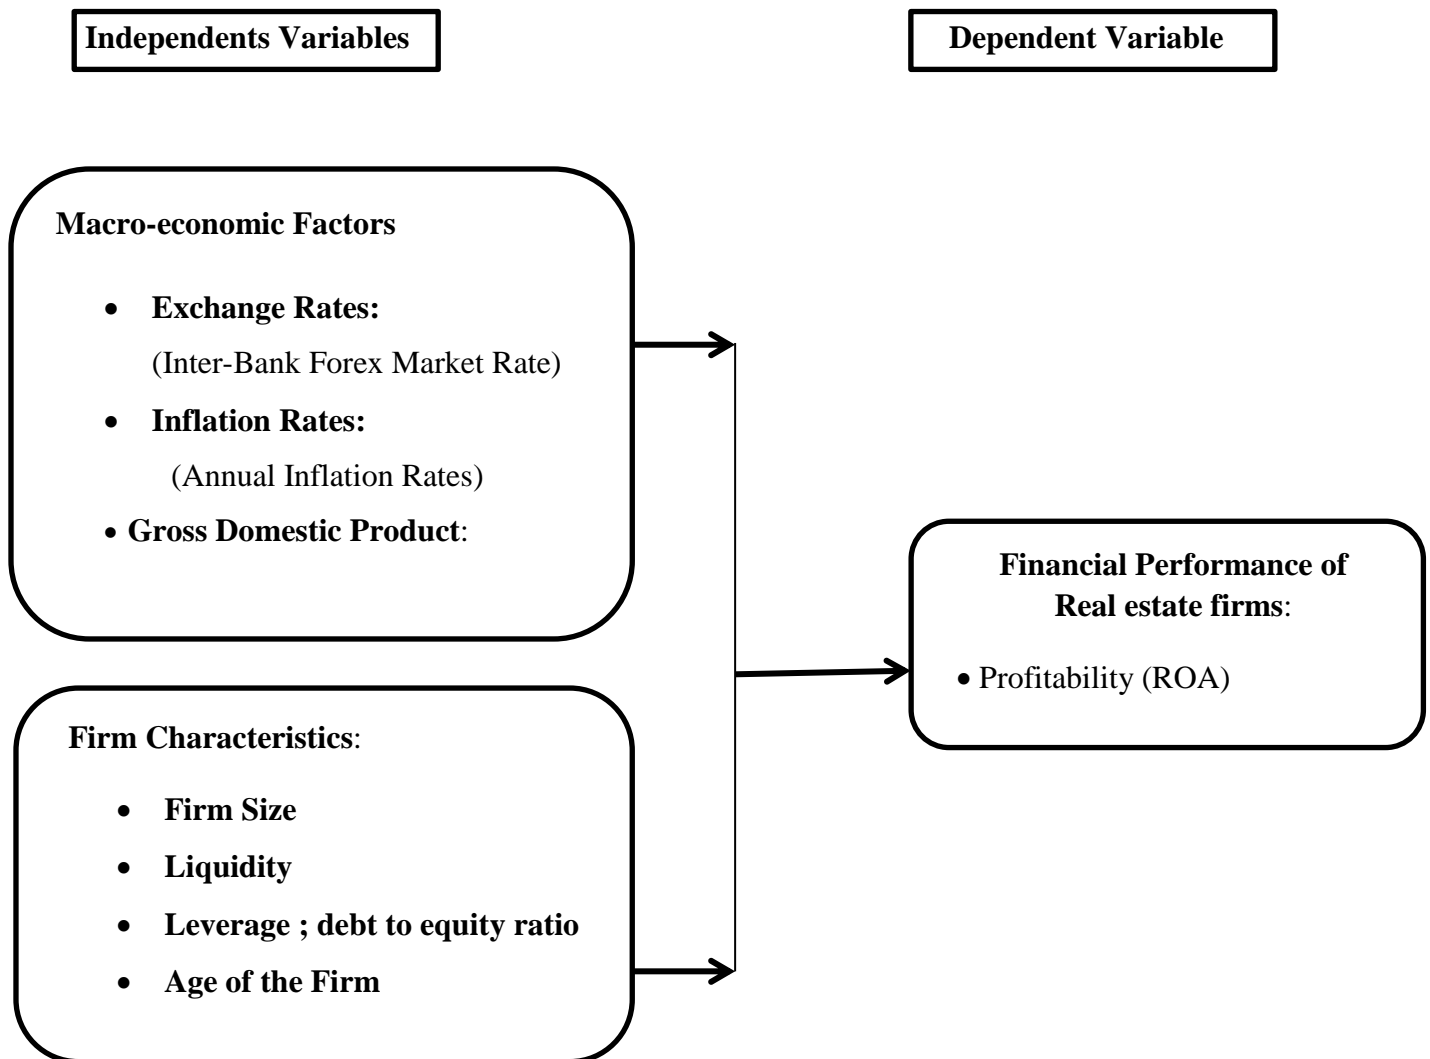 Independents Variables
Dependent Variable
Macro-economic Factors
• Exchange Rates:
(Inter-Bank Forex Market Rate)
• Inflation Rates:
(Annual Inflation Rates)
• Gross Domestic Product:
Firm Characteristics:
• Firm Size
• Liquidity
• Leverage ; debt to equity ratio
• Age of the Firm
Financial Performance of
Real estate firms:
• Profitability (ROA)